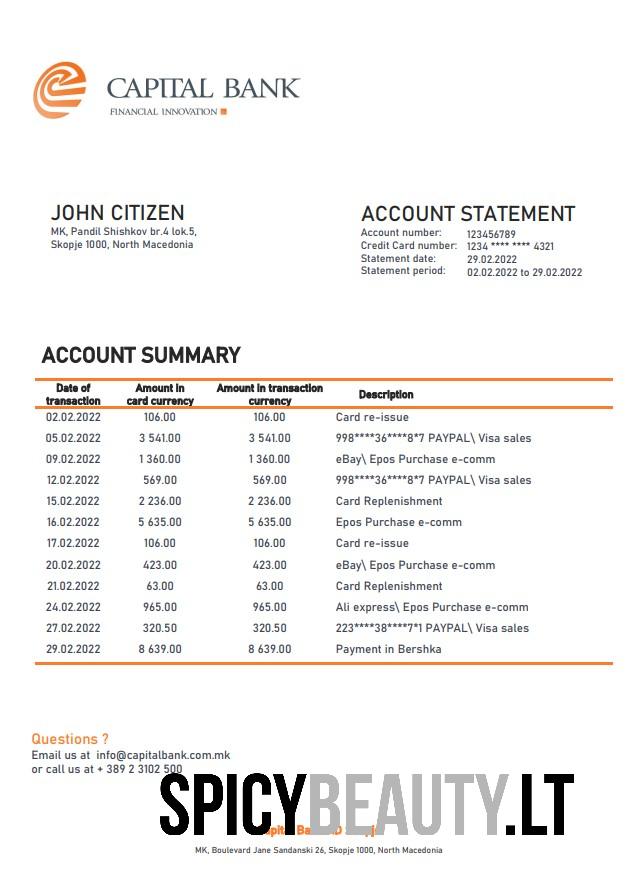 CAPITAL BANK
FINANCIAL INNOVATION
JOHN CITIZEN
MK, Pandil Shishkov br.4 lok.5,
Skopje 1000, North Macedonia
ACCOUNT STATEMENT
Account number: 123456789
Credit Card number: 1234 **** **** 4321
Statement date: 29.02.2022
Statement period: 02.02.2022 to 29.02.2022
ACCOUNT SUMMARY
Date of transaction Amount in card currency Amount in transaction currency Description
02.02.2022 106.00 106.00 Card re-issue
05.02.2022 3 541.00 3 541.00 998****36****8*7 PAYPAL\ Visa sales
09.02.2022 1 360.00 1 360.00 eBay\ Epos Purchase e-comm
12.02.2022 569.00 569.00 998****36****8*7 PAYPAL\ Visa sales
15.02.2022 2 236.00 2 236.00 Card Replenishment
16.02.2022 5 635.00 5 635.00 Epos Purchase e-comm
17.02.2022 106.00 106.00 Card re-issue
20.02.2022 423.00 423.00 eBay\ Epos Purchase e-comm
21.02.2022 63.00 63.00 Card Replenishment
24.02.2022 965.00 965.00 Ali express\ Epos Purchase e-comm
27.02.2022 320.50 320.50 223****38****7*1 PAYPAL\ Visa sales
29.02.2022 8 639.00 8 639.00 Payment in Bershka
Questions ?
Email us at info@capitalbank.com.mk
or call us at + 389 2 3102 500
SPICYBEAUTY.LT
MK, Boulevard Jane Sandanski 26, Skopje 1000, North Macedonia